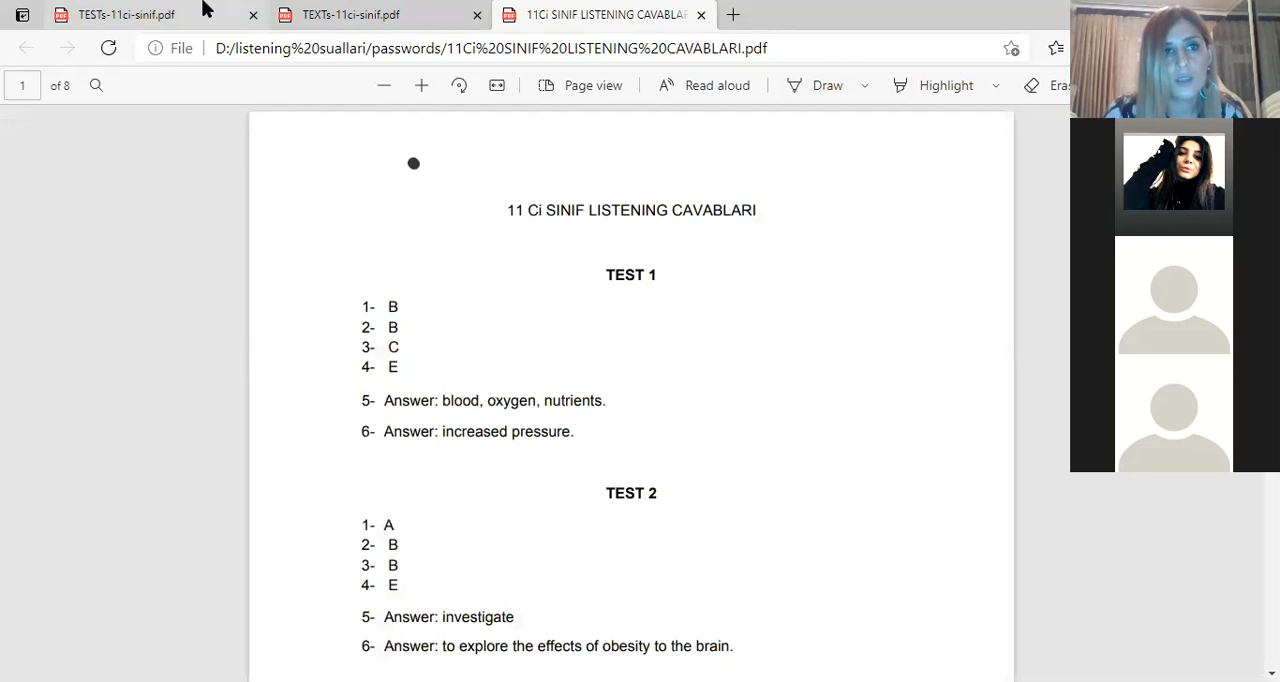 TESTs-11ci-sinif.pdf
TEXTs-11ci-sinif.pdf
11Ci SINIF LISTENING CAVABLAR
File
D:/listening%20suallari/passwords/11Ci%20SINIF%20LISTENING%20CAVABLARI.pdf
1 of 8
Page view
Read aloud
Draw
Highlight
Eras
11 Ci SINIF LISTENING CAVABLARI
TEST 1
1- B
2- B
3- C
4- E
5- Answer: blood, oxygen, nutrients.
6- Answer: increased pressure.
TEST 2
1- A
2- B
3- B
4- E
5- Answer: investigate
6- Answer: to explore the effects of obesity to the brain.